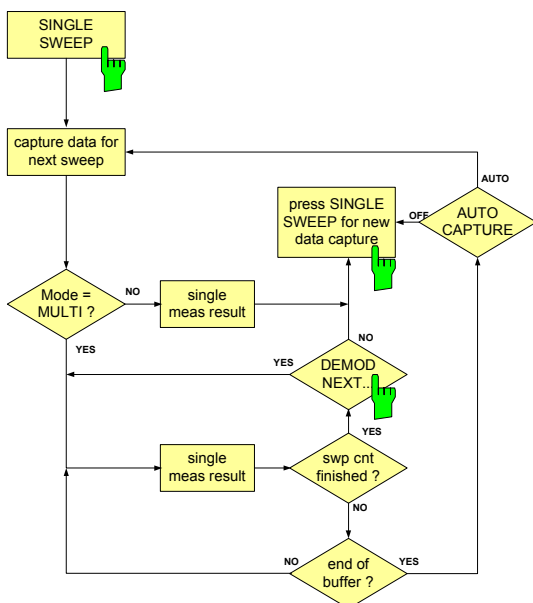 SINGLE
SWEEP
capture data for
next sweep
AUTO
press SINGLE
SWEEP for new
data capture
OFF
AUTO
CAPTURE
Mode =
MULTI ?
NO
single
meas result
YES
NO
YES
DEMOD
NEXT...
YES
single
meas result
swp cnt
finished ?
NO
NO
end of
buffer ?
YES